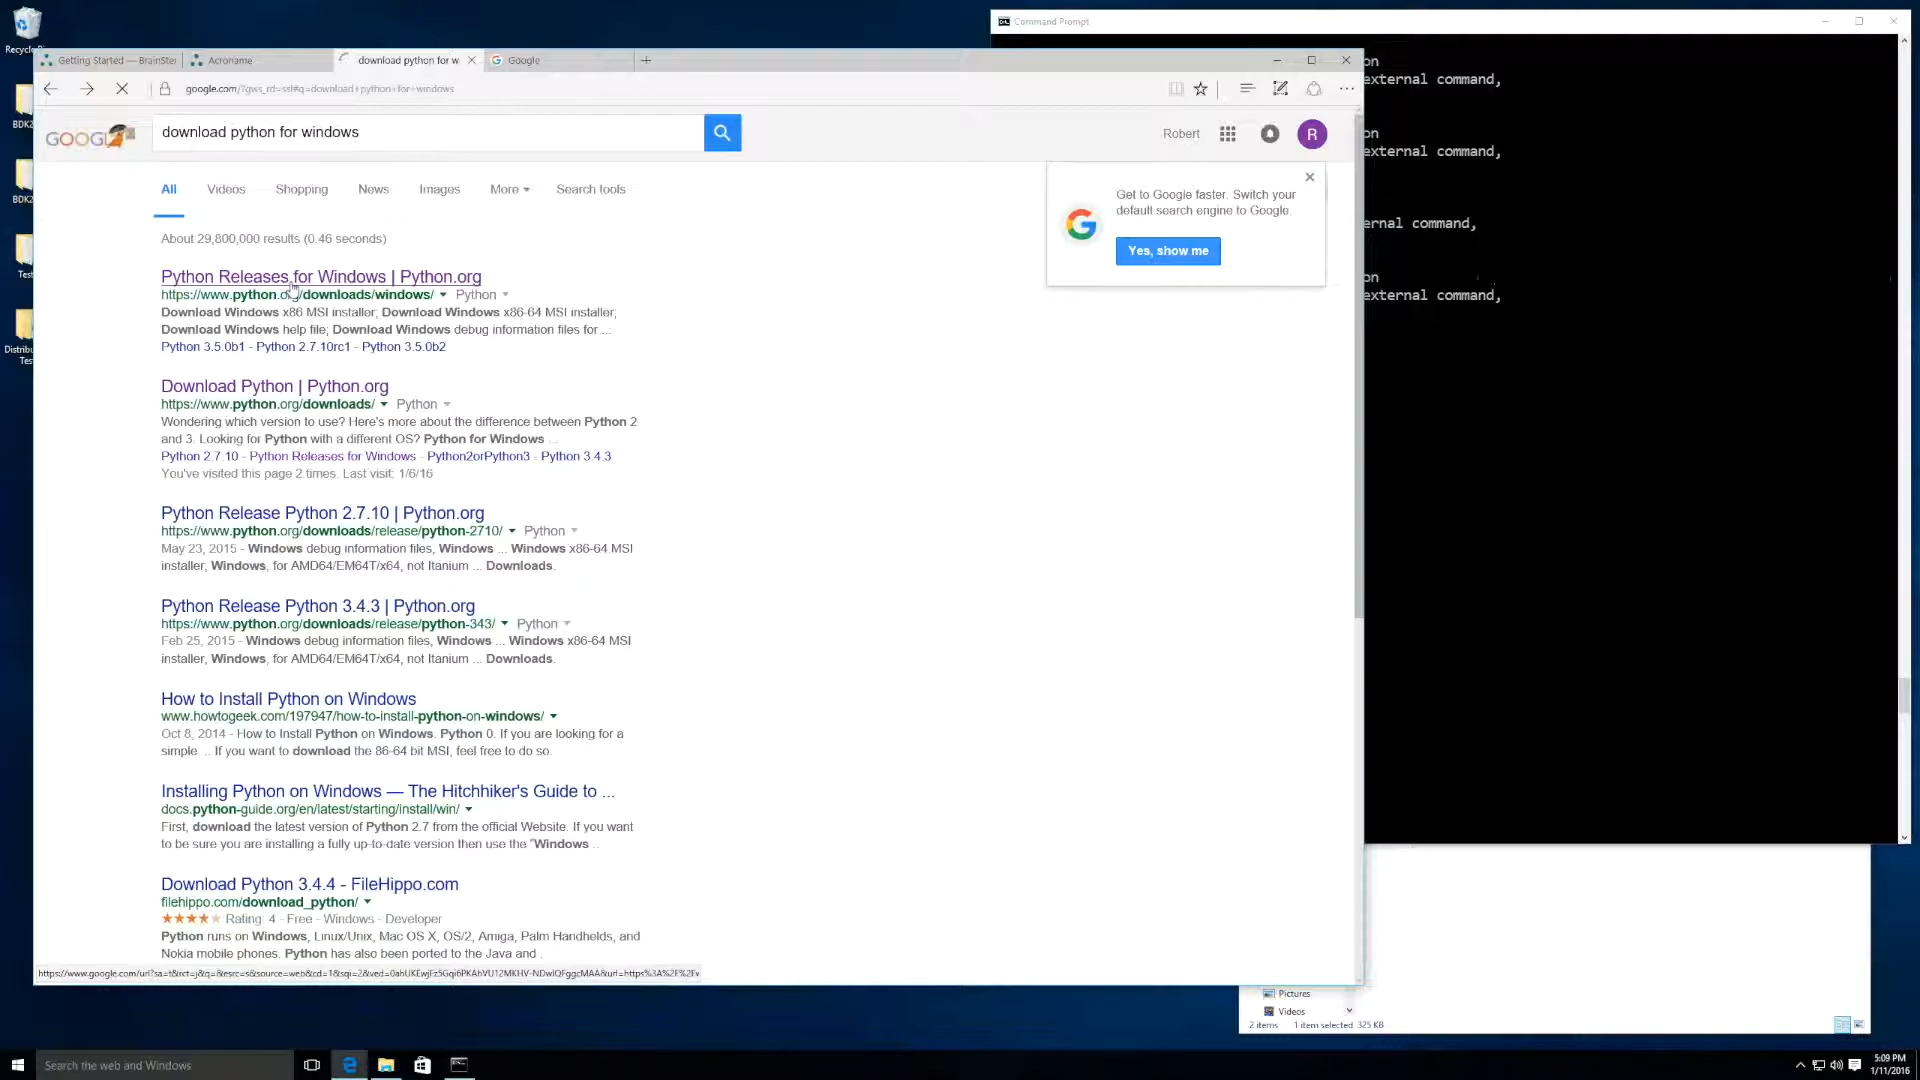 Command Prompt
Recycle
Getting Started — BrainSter
Acroname
download python for w
Google
google.com/?gws_rd=ssl#q=download+python+for+windows
download python for windows
Robert
R
All
Videos
Shopping
News
Images
More
Search tools
Get to Google faster. Switch your
default search engine to Google.
Yes, show me
About 29,800,000 results (0.46 seconds)
Python Releases for Windows | Python.org
https://www.python.org/downloads/windows/
Python
Download Windows x86 MSI installer; Download Windows x86-64 MSI installer;
Download Windows help file; Download Windows debug information files for ...
Python 3.5.0b1 - Python 2.7.10rc1 - Python 3.5.0b2
Download Python | Python.org
https://www.python.org/downloads/
Python
Wondering which version to use? Here's more about the difference between Python 2
and 3. Looking for Python with a different OS? Python for Windows ...
Python 2.7.10 - Python Releases for Windows - Python2orPython3 - Python 3.4.3
You've visited this page 2 times. Last visit: 1/6/16
Python Release Python 2.7.10 | Python.org
https://www.python.org/downloads/release/python-2710/
Python
May 23, 2015 - Windows debug information files, Windows ... Windows x86-64 MSI
installer, Windows, for AMD64/EM64T/x64, not Itanium ... Downloads.
Python Release Python 3.4.3 | Python.org
https://www.python.org/downloads/release/python-343/
Python
Feb 25, 2015 - Windows debug information files, Windows ... Windows x86-64 MSI
installer, Windows, for AMD64/EM64T/x64, not Itanium ... Downloads.
How to Install Python on Windows
www.howtogeek.com/197947/how-to-install-python-on-windows/
Oct 8, 2014 - How to Install Python on Windows. Python 0. If you are looking for a
simple ... If you want to download the 86-64 bit MSI, feel free to do so.
Installing Python on Windows — The Hitchhiker's Guide to ...
docs.python-guide.org/en/latest/starting/install/win/
First, download the latest version of Python 2.7 from the official Website. If you want
to be sure you are installing a fully up-to-date version then use the "Windows ...
Download Python 3.4.4 - FileHippo.com
filehippo.com/download_python/
Rating: 4 - Free - Windows - Developer
Python runs on Windows, Linux/Unix, Mac OS X, OS/2, Amiga, Palm Handhelds, and
Nokia mobile phones. Python has also been ported to the Java and .
on
external command,
on
external command,
ernal command,
on
external command,
BDK2
BDK2
Test
Distribu
Test
Pictures
Videos
2 items
1 item selected 325 KB
Search the web and Windows
5:09 PM
1/11/2016